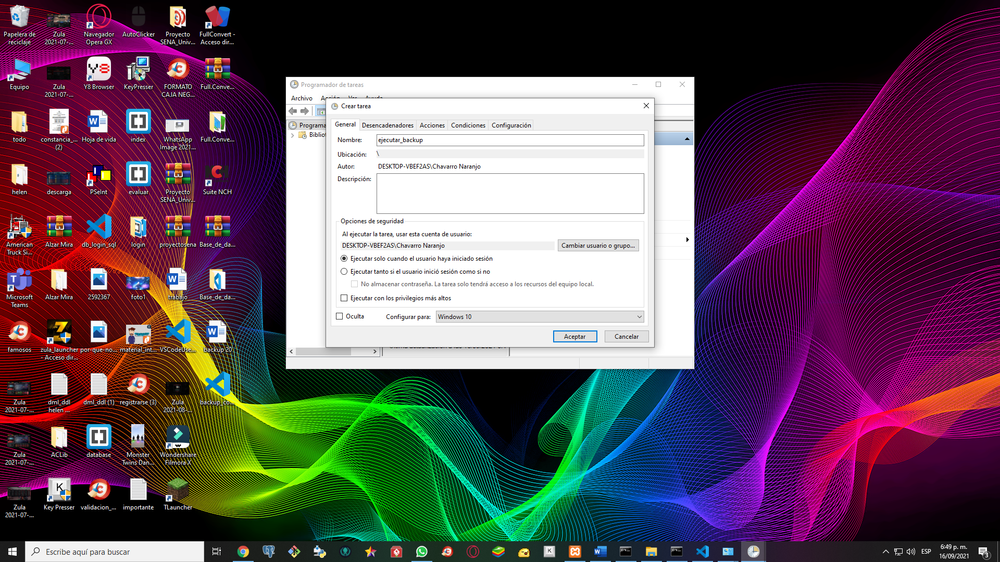 Papelera de reciclaje
Zula 2021-07-...
Navegador Opera GX
AutoClicker
Proyecto SENA_Univ...
FullConvert - Acceso dir...
Equipo
Zula 2021-07-...
Y8 Browser
KeyPresser
FORMATO CAJA NEG...
Full.Conve...
todo
constancia_... (2)
Hoja de vida
index
WhatsApp Image 2021...
Full.Conve...
helen
descarga
PSeInt
evaluar
Proyecto SENA_Univ...
Suite NCH
American Truck Si...
Alzar Mira
db_login_sql
login
proyectosena
Base_de_da...
Microsoft Teams
Alzar Mira
2592367
foto1
trabajo
Base_de_da...
famosos
zula_launcher - Acceso dir...
por-que-no...
material_int...
VSCodeUse...
backup 20
Zula 2021-07-...
dml_ddl helen ...
dml_ddl (1)
registrarse (3)
Zula 2021-08-...
backup_co...
Zula 2021-07-...
ACLib
database
Monster Twins Dan...
Wondershare Filmora X
Zula 2021-07-...
Key Presser
validacion_...
importante
TLauncher
Programador de tareas
Archivo Acción Ver Ayuda
Programa
Bibliot
Crear tarea
General Desencadenadores Acciones Condiciones Configuración
Nombre: ejecutar_backup
Ubicación: \
Autor: DESKTOP-VBEF2AS\Chavarro Naranjo
Descripción:
Opciones de seguridad
Al ejecutar la tarea, usar esta cuenta de usuario:
DESKTOP-VBEF2AS\Chavarro Naranjo Cambiar usuario o grupo...
Ejecutar solo cuando el usuario haya iniciado sesión
Ejecutar tanto si el usuario inició sesión como si no
No almacenar contraseña. La tarea solo tendrá acceso a los recursos del equipo local.
Ejecutar con los privilegios más altos
Oculta Configurar para: Windows 10
Aceptar Cancelar
Escribe aquí para buscar
ESP
6:49 p. m.
16/09/2021
3